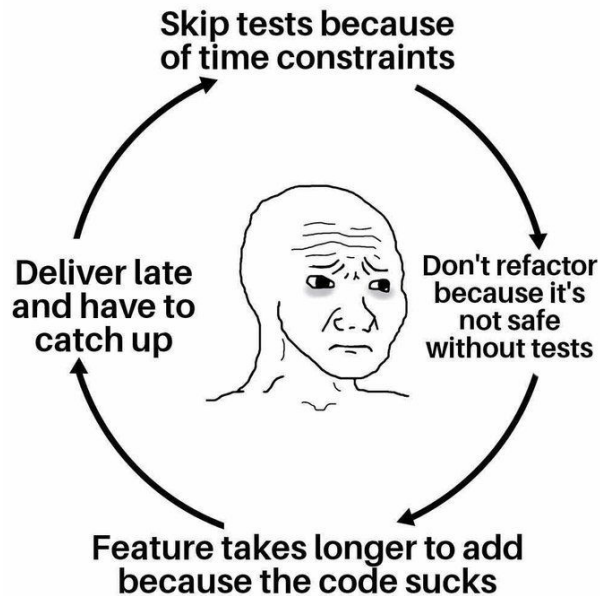 Skip tests because
of time constraints
Don't refactor
because it's
not safe
without tests
Feature takes longer to add
because the code sucks
Deliver late
and have to
catch up